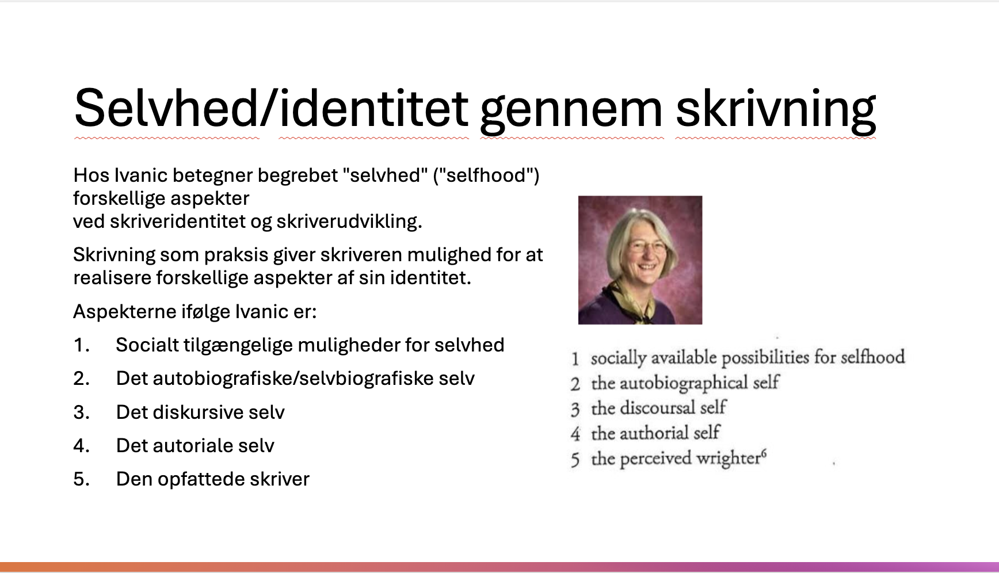 Selvhed/identitet gennem skrivning
Hos Ivanic betegner begrebet "selvhed" ("selfhood")
forskellige aspekter
ved skriveridentitet og skriverudvikling.
Skrivning som praksis giver skriveren mulighed for at
realisere forskellige aspekter af sin identitet.
Aspekterne ifølge Ivanic er:
1. Socialt tilgængelige muligheder for selvhed
2. Det autobiografiske/selvbiografiske selv
3. Det diskursive selv
4. Det autoriale selv
5. Den opfattede skriver
1 socially available possibilities for selfhood
2 the autobiographical self
3 the discoursal self
4 the authorial self
5 the perceived wrighter⁶